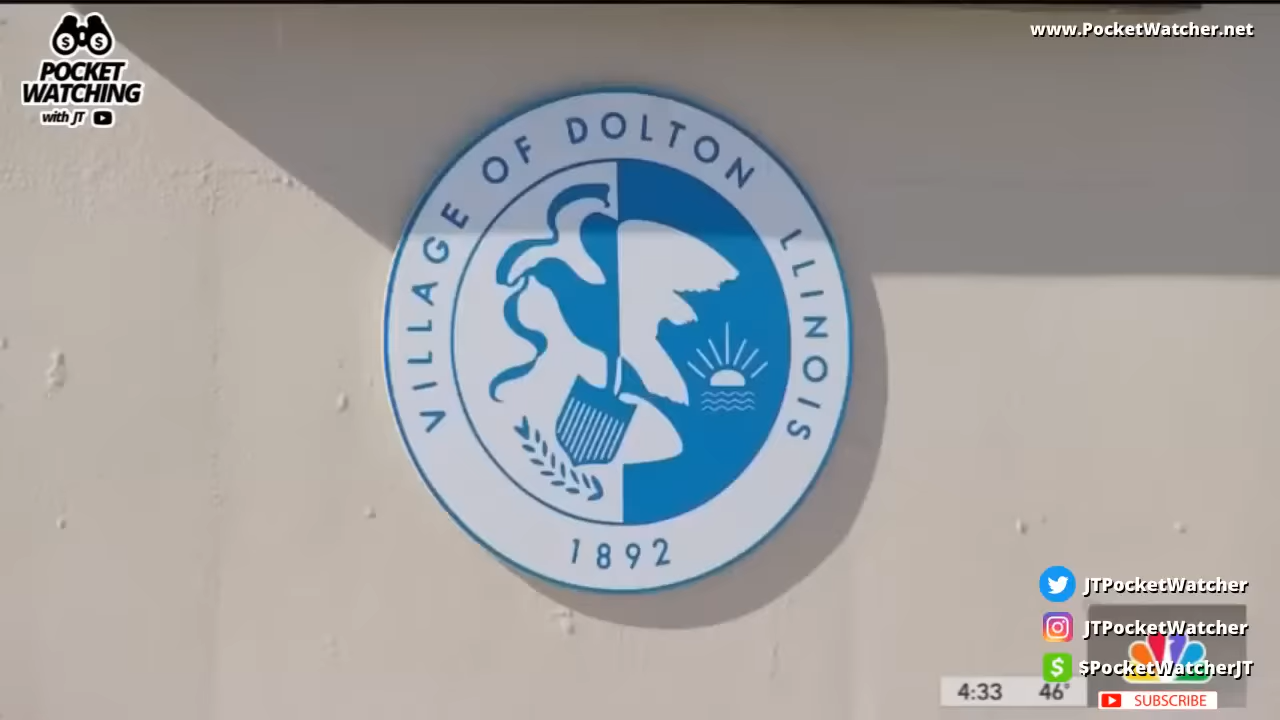 POCKET
WATCHING
with JT
www.PocketWatcher.net
VILLAGE OF DOLTON ILLINOIS
1892
JTPocketWatcher
JTPocketWatcher
$PocketWatcherJT
4:33 46°
SUBSCRIBE